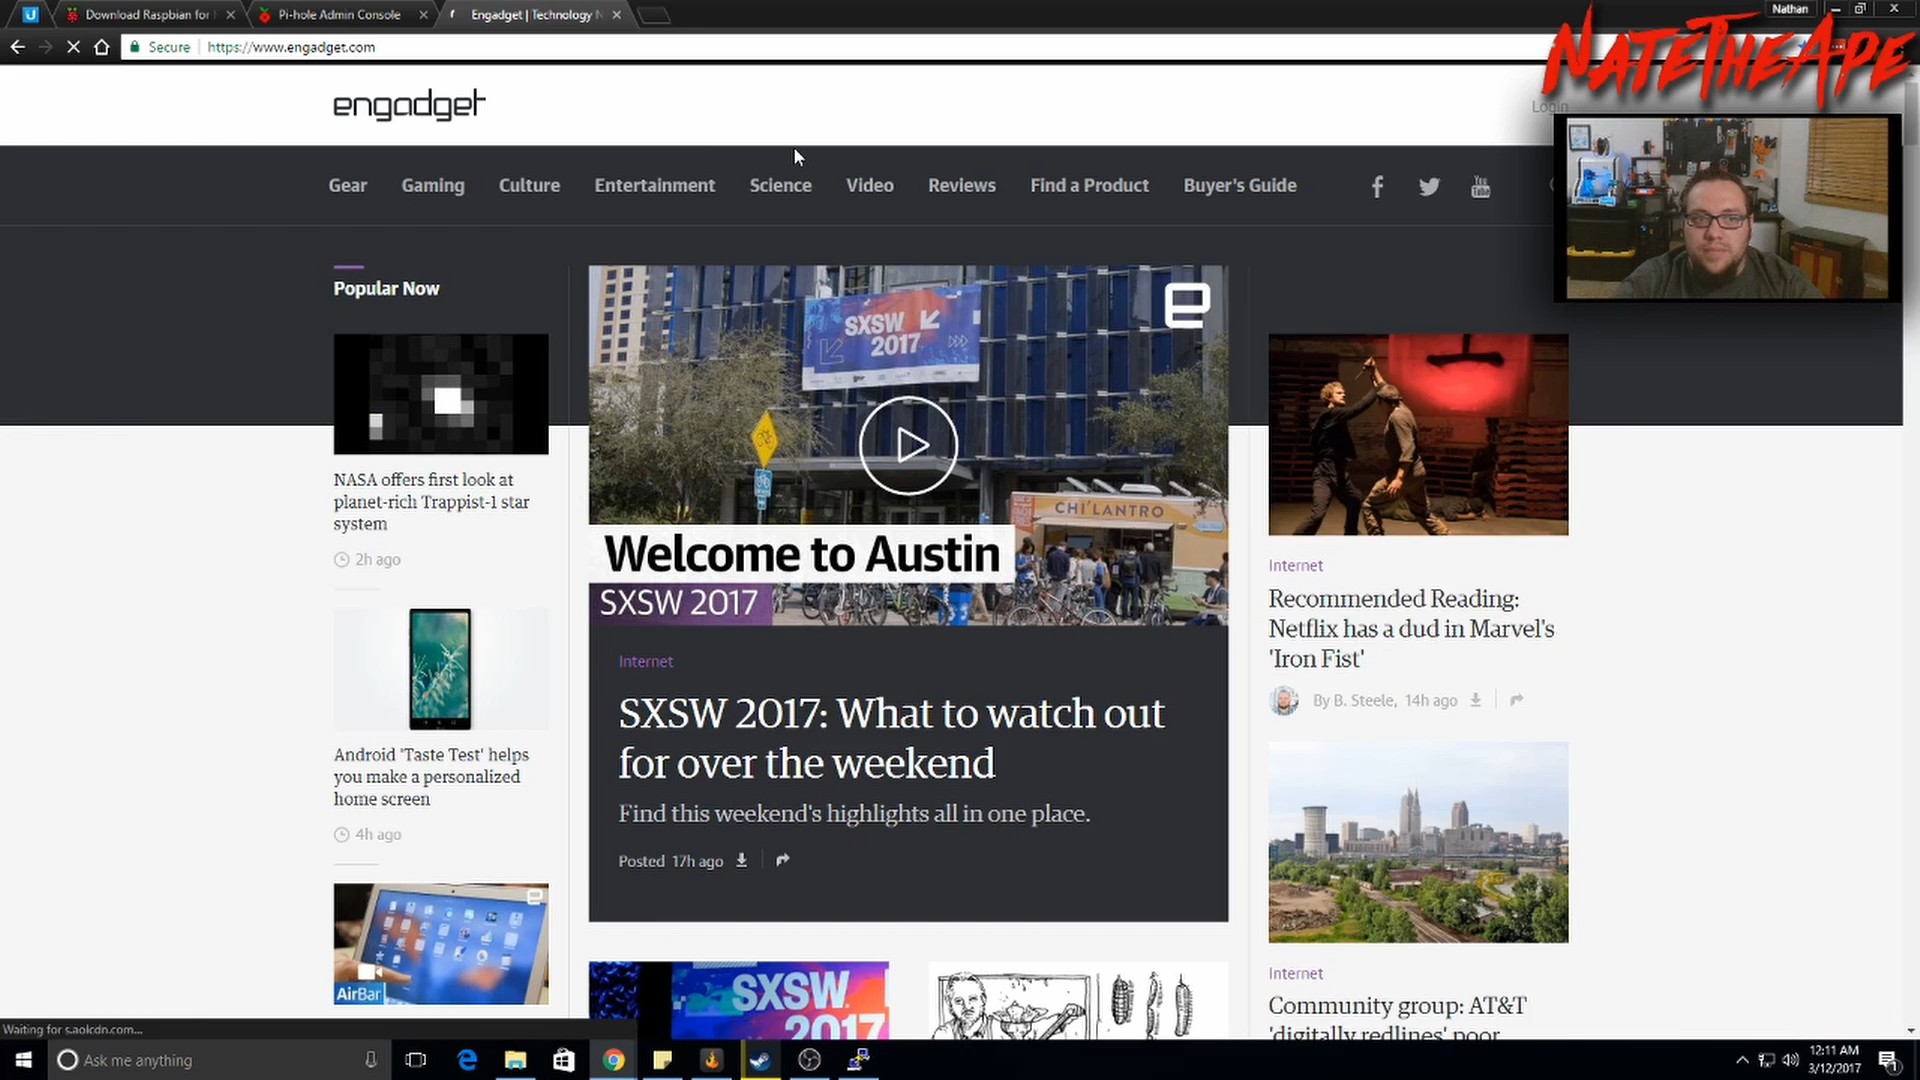 Download Raspbian for
Pi-hole Admin Console
Engadget | Technology N
Nathan
Secure
https://www.engadget.com
NateTheApe
engadget
Login
Gear
Gaming
Culture
Entertainment
Science
Video
Reviews
Find a Product
Buyer's Guide
You
Popular Now
NASA offers first look at
planet-rich Trappist-1 star
system
2h ago
Android 'Taste Test' helps
you make a personalized
home screen
4h ago
AirBar
SXSW
2017
CHI'LANTRO
Welcome to Austin
SXSW 2017
Internet
SXSW 2017: What to watch out
for over the weekend
Find this weekend's highlights all in one place.
Posted 17h ago
SXSW
2017
Internet
Recommended Reading:
Netflix has a dud in Marvel's
'Iron Fist'
By B. Steele, 14h ago
Internet
Community group: AT&T
'digitally redlines' poor
Waiting for s.aolcdn.com...
Ask me anything
12:11 AM
3/12/2017